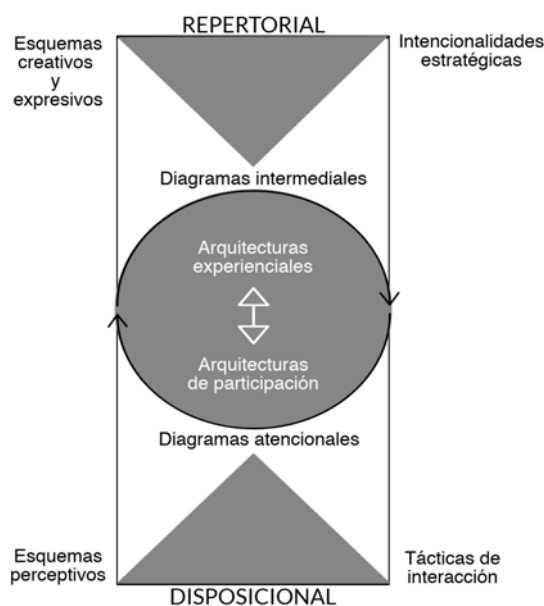 REPERTORIAL
Esquemas
creativos
y
expresivos
Intencionalidades
estratégicas
Diagramas intermediales
Arquitecturas
experienciales
Arquitecturas
de participación
Diagramas atencionales
Esquemas
perceptivos
Tácticas de
interacción
DISPOSICIONAL